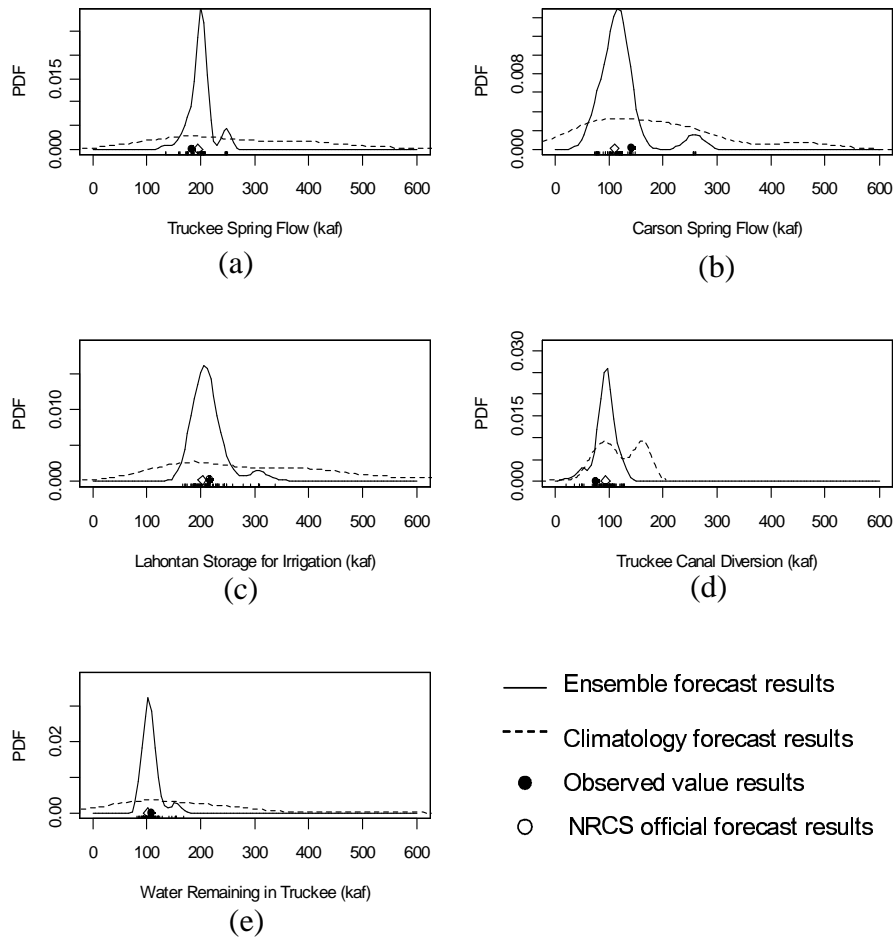 PDF
0.000
0.015
0 100 200 300 400 500 600
Truckee Spring Flow (kaf)
(a)
PDF
0.000
0.008
0 100 200 300 400 500 600
Carson Spring Flow (kaf)
(b)
PDF
0.000
0.010
0 100 200 300 400 500 600
Lahontan Storage for Irrigation (kaf)
(c)
PDF
0.000
0.015
0.030
0 100 200 300 400 500 600
Truckee Canal Diversion (kaf)
(d)
PDF
0.00
0.02
0 100 200 300 400 500 600
Water Remaining in Truckee (kaf)
(e)
Ensemble forecast results
Climatology forecast results
Observed value results
NRCS official forecast results